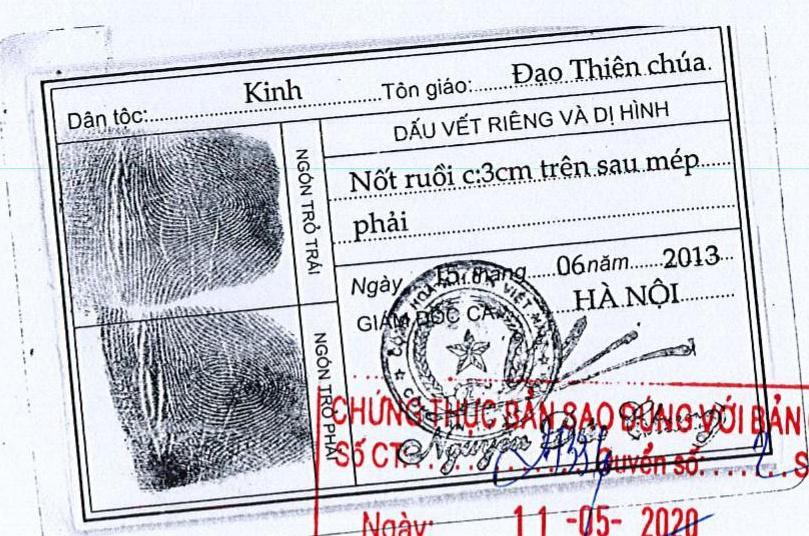 Dân tộc: Kinh Tôn giáo: Đạo Thiên chúa
DẤU VẾT RIÊNG VÀ DỊ HÌNH
NGÓN TRỎ TRÁI
Nốt ruồi c:3cm trên sau mép
phải
Ngày 15 tháng 06 năm 2013
GIÁM ĐỐC CA HÀ NỘI
NGÓN TRỎ PHẢI
CHỨNG THỰC BẢN SAO ĐÚNG VỚI BẢN
Số CT Quyển số: 2 S
Ngày: 11-05-2020